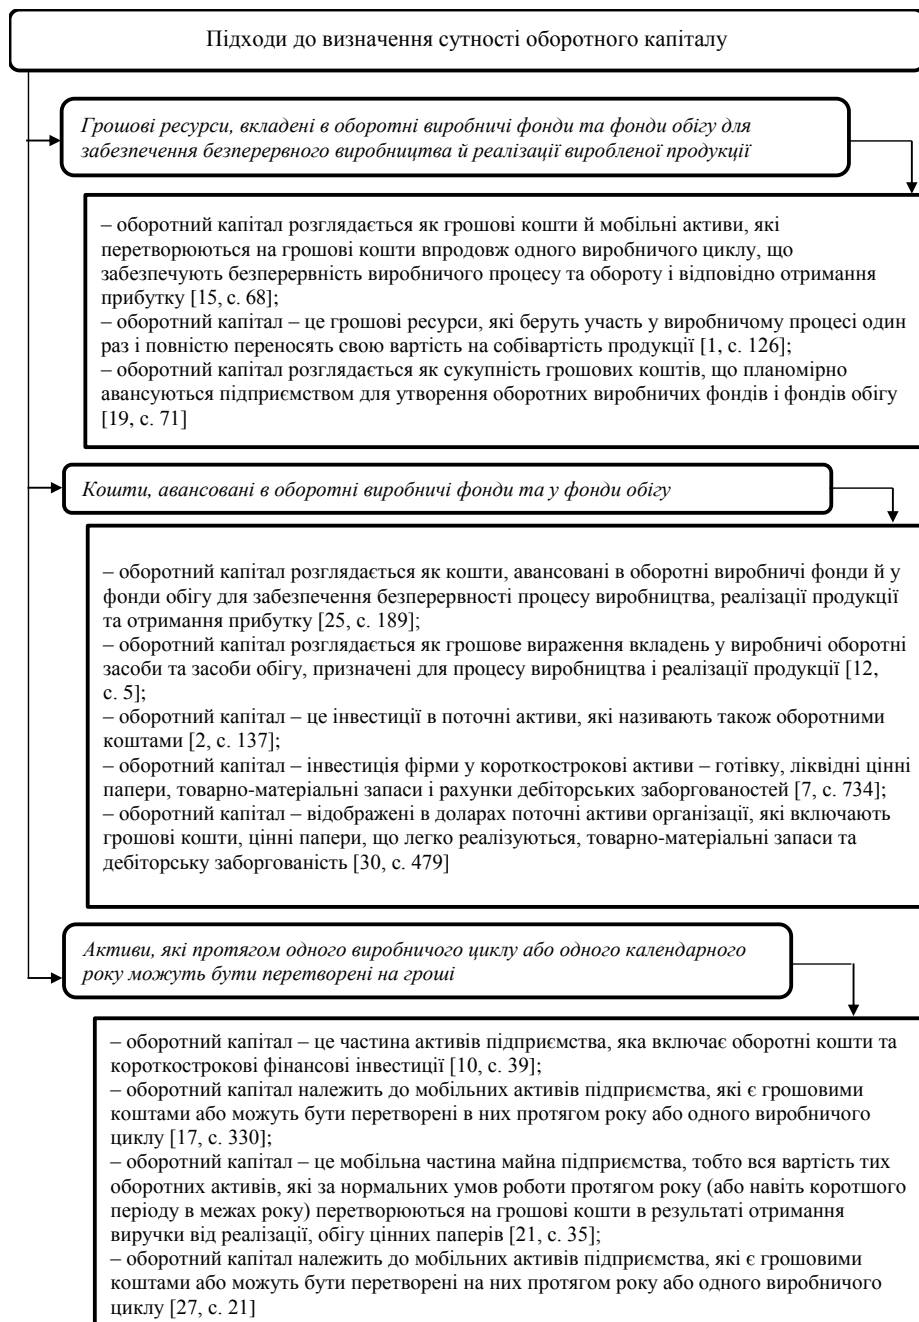 Підходи до визначення сутності оборотного капіталу
Грошові ресурси, вкладені в оборотні виробничі фонди та фонди обігу для
забезпечення безперервного виробництва й реалізації виробленої продукції
– оборотний капітал розглядається як грошові кошти й мобільні активи, які
перетворюються на грошові кошти впродовж одного виробничого циклу, що
забезпечують безперервність виробничого процесу та обороту і відповідно отримання
прибутку [15, с. 68];
– оборотний капітал – це грошові ресурси, які беруть участь у виробничому процесі один
раз і повністю переносять свою вартість на собівартість продукції [1, с. 126];
– оборотний капітал розглядається як сукупність грошових коштів, що планомірно
авансуються підприємством для утворення оборотних виробничих фондів і фондів обігу
[19, с. 71]
Кошти, авансовані в оборотні виробничі фонди та у фонди обігу
– оборотний капітал розглядається як кошти, авансовані в оборотні виробничі фонди й у
фонди обігу для забезпечення безперервності процесу виробництва, реалізації продукції
та отримання прибутку [25, с. 189];
– оборотний капітал розглядається як грошове вираження вкладень у виробничі оборотні
засоби та засоби обігу, призначені для процесу виробництва і реалізації продукції [12,
с. 5];
– оборотний капітал – це інвестиції в поточні активи, які називають також оборотними
коштами [2, с. 137];
– оборотний капітал – інвестиція фірми у короткострокові активи – готівку, ліквідні цінні
папери, товарно-матеріальні запаси і рахунки дебіторських заборгованостей [7, с. 734];
– оборотний капітал – відображені в доларах поточні активи організації, які включають
грошові кошти, цінні папери, що легко реалізуються, товарно-матеріальні запаси та
дебіторську заборгованість [30, с. 479]
Активи, які протягом одного виробничого циклу або одного календарного
року можуть бути перетворені на гроші
– оборотний капітал – це частина активів підприємства, яка включає оборотні кошти та
короткострокові фінансові інвестиції [10, с. 39];
– оборотний капітал належить до мобільних активів підприємства, які є грошовими
коштами або можуть бути перетворені в них протягом року або одного виробничого
циклу [17, с. 330];
– оборотний капітал – це мобільна частина майна підприємства, тобто вся вартість тих
оборотних активів, які за нормальних умов роботи протягом року (або навіть коротшого
періоду в межах року) перетворюються на грошові кошти в результаті отримання
виручки від реалізації, обігу цінних паперів [21, с. 35];
– оборотний капітал належить до мобільних активів підприємства, які є грошовими
коштами або можуть бути перетворені на них протягом року або одного виробничого
циклу [27, с. 21]